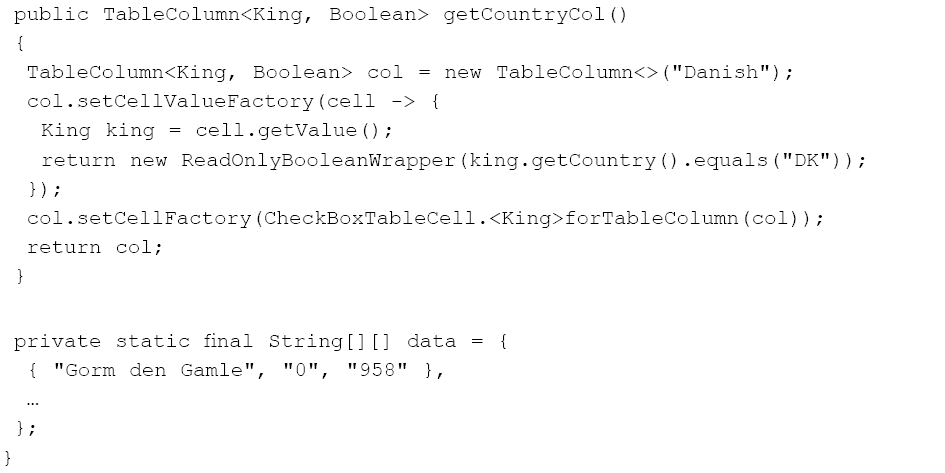 public TableColumn<King, Boolean> getCountryCol()
{
 TableColumn<King, Boolean> col = new TableColumn<>("Danish");
 col.setCellValueFactory(cell -> {
  King king = cell.getValue();
  return new ReadOnlyBooleanWrapper(king.getCountry().equals("DK"));
 });
 col.setCellFactory(CheckBoxTableCell.<King>forTableColumn(col));
 return col;
}
private static final String[][] data = {
 { "Gorm den Gamle", "0", "958" },
 …
};
}